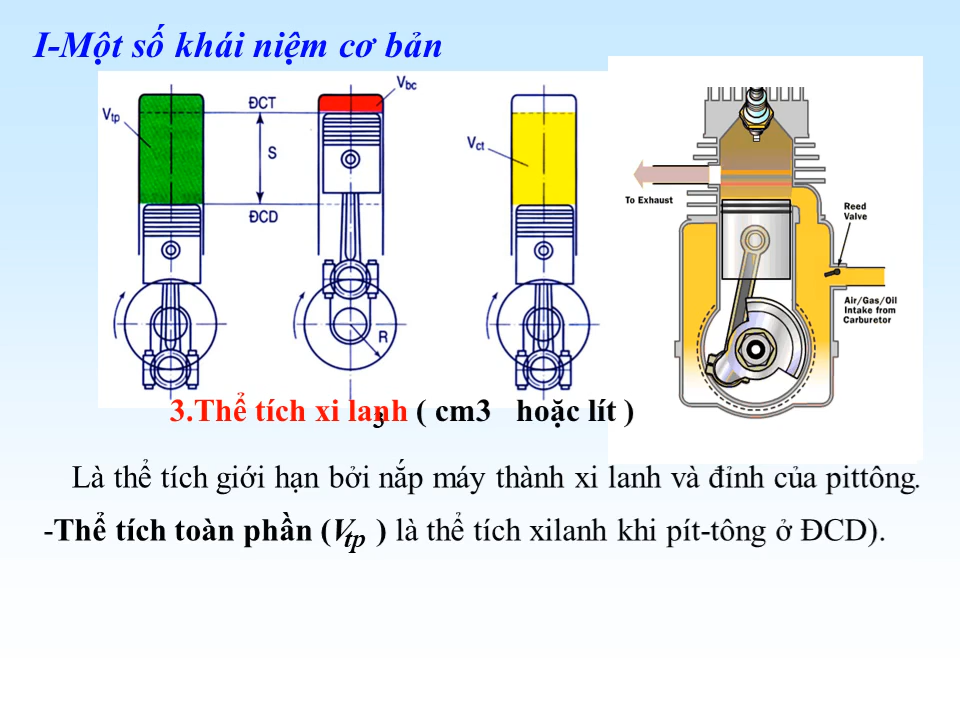 I-Một số khái niệm cơ bản
Vtp
ĐCT
S
ĐCD
Vbc
R
Vct
To Exhaust
Reed
Valve
Air/Gas/Oil
Intake from
Carburetor
3.Thể tích xi lanh ( cm3 hoặc lít )
3
Là thể tích giới hạn bởi nắp máy thành xi lanh và đỉnh của pittông.
-Thể tích toàn phần (Vtp ) là thể tích xilanh khi pít-tông ở ĐCD).